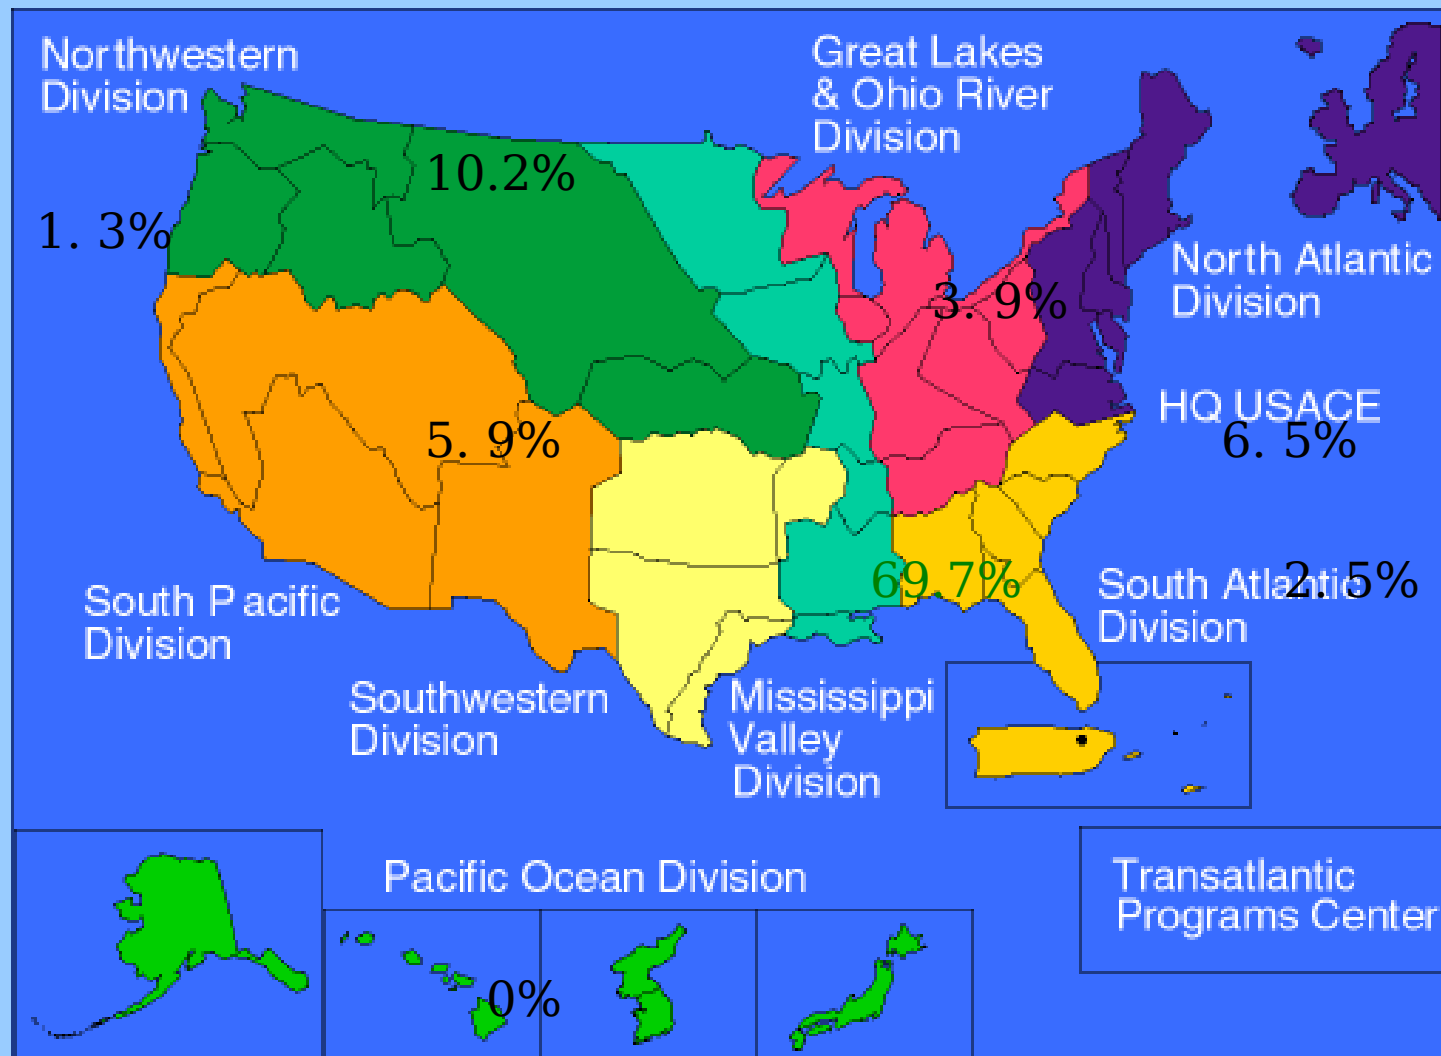 Northwestern
Division
Great Lakes
& Ohio River
Division
10.2%
1. 3%
North Atlantic
Division
3. 9%
HQ USACE
5. 9%
6. 5%
69.7%
South Atlantic
Division
2. 5%
South Pacific
Division
Southwestern
Division
Mississippi
Valley
Division
Pacific Ocean Division
Transatlantic
Programs Center
0%